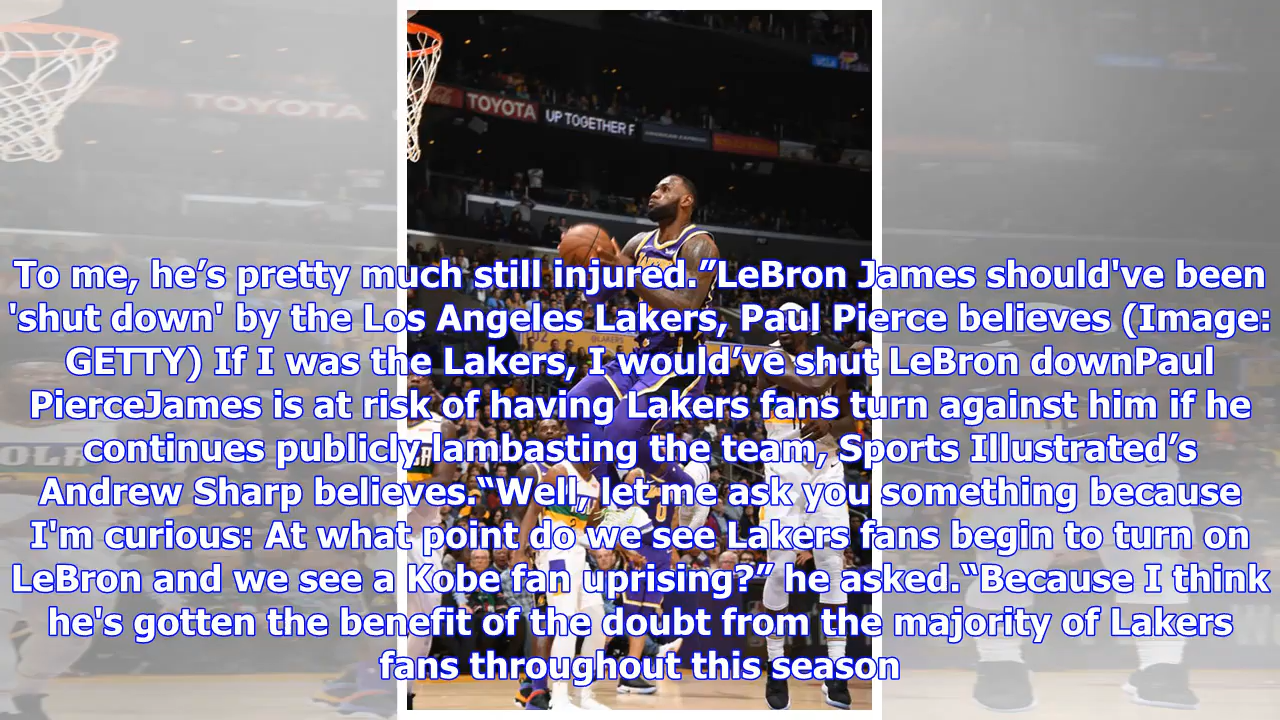 TOYOTA
TOYOTA
UP TOGETHER F
To me, he’s pretty much still injured.”LeBron James should've been
'shut down' by the Los Angeles Lakers, Paul Pierce believes (Image:
GETTY) If I was the Lakers, I would’ve shut LeBron downPaul
PierceJames is at risk of having Lakers fans turn against him if he
continues publicly lambasting the team, Sports Illustrated’s
Andrew Sharp believes.“Well, let me ask you something because
I'm curious: At what point do we see Lakers fans begin to turn on
LeBron and we see a Kobe fan uprising?” he asked.“Because I think
he's gotten the benefit of the doubt from the majority of Lakers
fans throughout this season